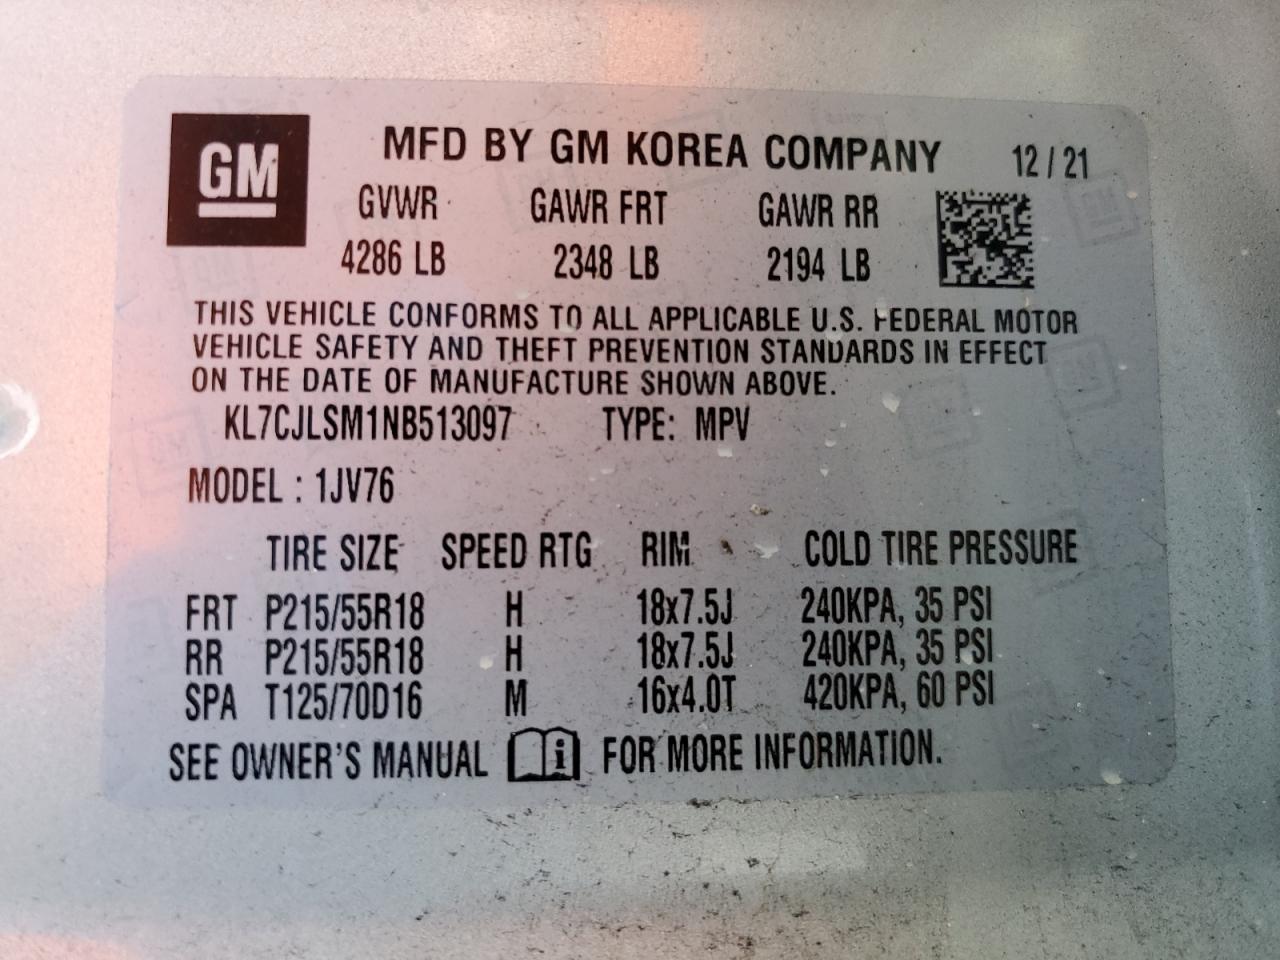 GM MFD BY GM KOREA COMPANY 12/21
GVWR GAWR FRT GAWR RR
4286 LB 2348 LB 2194 LB
THIS VEHICLE CONFORMS TO ALL APPLICABLE U.S. FEDERAL MOTOR
VEHICLE SAFETY AND THEFT PREVENTION STANDARDS IN EFFECT
ON THE DATE OF MANUFACTURE SHOWN ABOVE.
KL7CJLSM1NB513097 TYPE: MPV
MODEL : 1JV76
TIRE SIZE SPEED RTG RIM COLD TIRE PRESSURE
FRT P215/55R18 H 18x7.5J 240KPA, 35 PSI
RR P215/55R18 H 18x7.5J 240KPA, 35 PSI
SPA T125/70D16 M 16x4.0T 420KPA, 60 PSI
SEE OWNER'S MANUAL i FOR MORE INFORMATION.